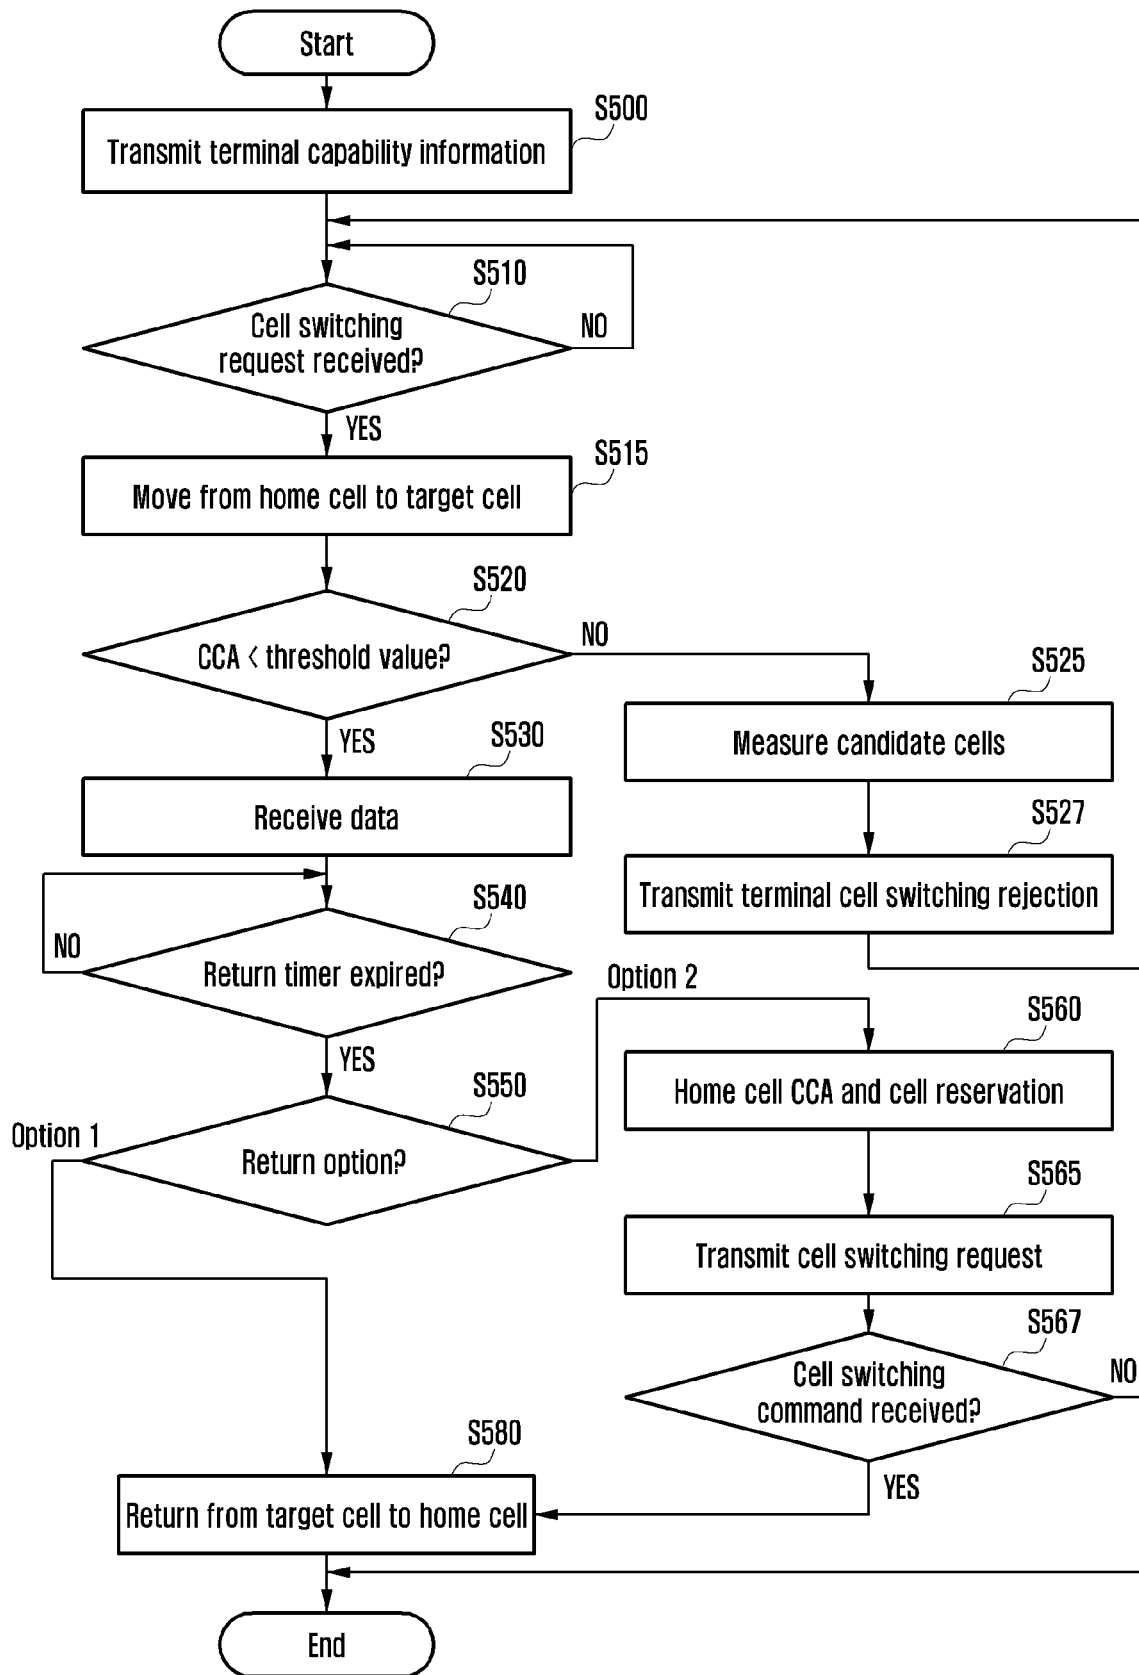 Start
S500
Transmit terminal capability information
S510
Cell switching
request received?
NO
YES
S515
Move from home cell to target cell
S520
CCA < threshold value?
NO
YES
S525
Measure candidate cells
S530
Receive data
S527
Transmit terminal cell switching rejection
S540
Return timer expired?
NO
YES
Option 2
S560
Home cell CCA and cell reservation
S550
Return option?
Option 1
S565
Transmit cell switching request
S567
Cell switching
command received?
NO
YES
S580
Return from target cell to home cell
End